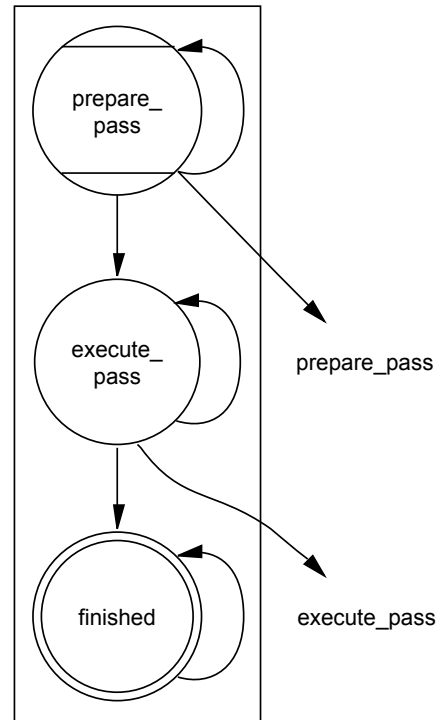 prepare_
pass
execute_
pass
prepare_pass
finished
execute_pass